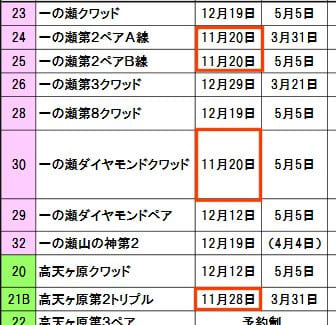 23 一の瀬クワッド 12月19日 5月5日
24 一の瀬第2ペアA線 11月20日 3月31日
25 一の瀬第2ペアB線 11月20日 5月5日
26 一の瀬第3クワッド 12月29日 3月21日
28 一の瀬第8クワッド 12月19日 5月5日
30 一の瀬ダイヤモンドクワッド 11月20日 5月5日
29 一の瀬ダイヤモンドペア 12月12日 5月5日
32 一の瀬山の神第2 12月19日 (4月4日)
20 高天ヶ原クワッド 12月12日 5月5日
21B 高天ヶ原第2トリプル 11月28日 3月31日
22 高天ヶ原第3ペア 予約制